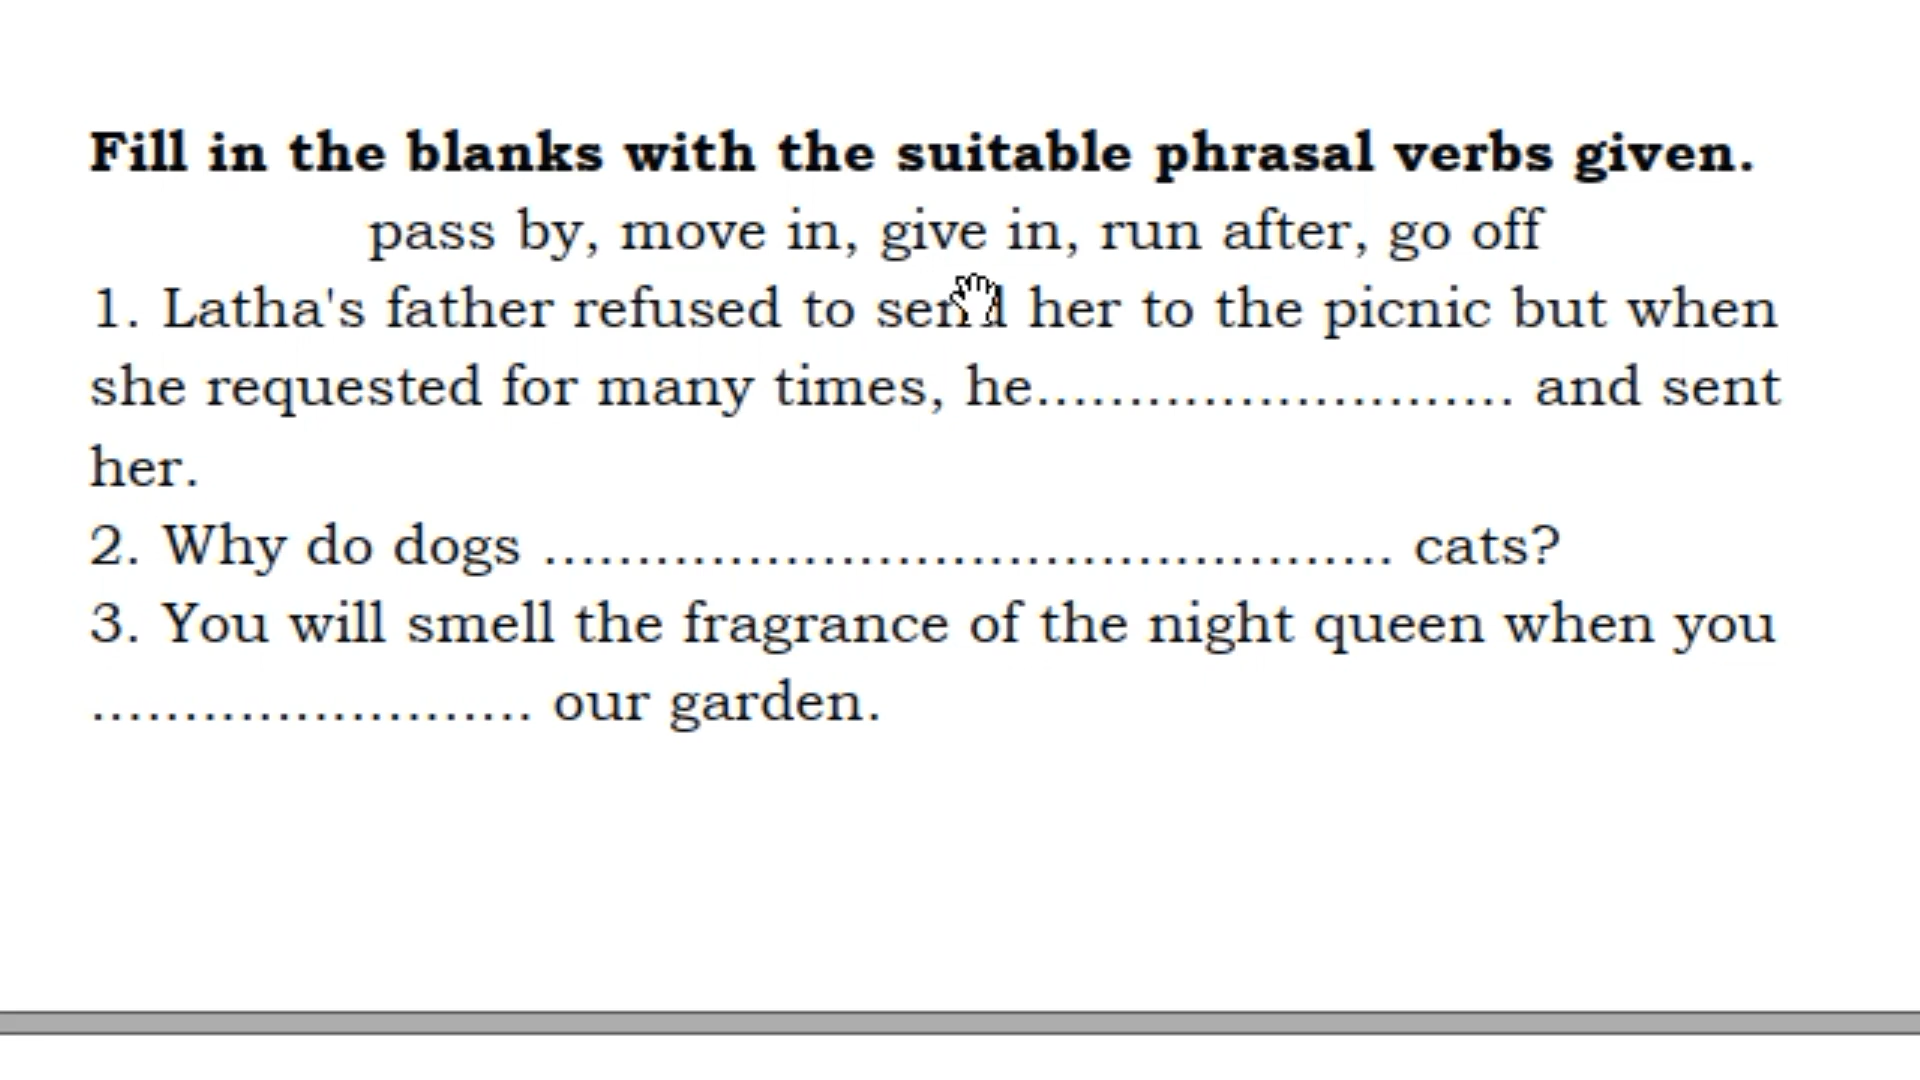 Fill in the blanks with the suitable phrasal verbs given.
pass by, move in, give in, run after, go off
1. Latha's father refused to send her to the picnic but when
she requested for many times, he.......................... and sent
her.
2. Why do dogs .............................................. cats?
3. You will smell the fragrance of the night queen when you
........................ our garden.